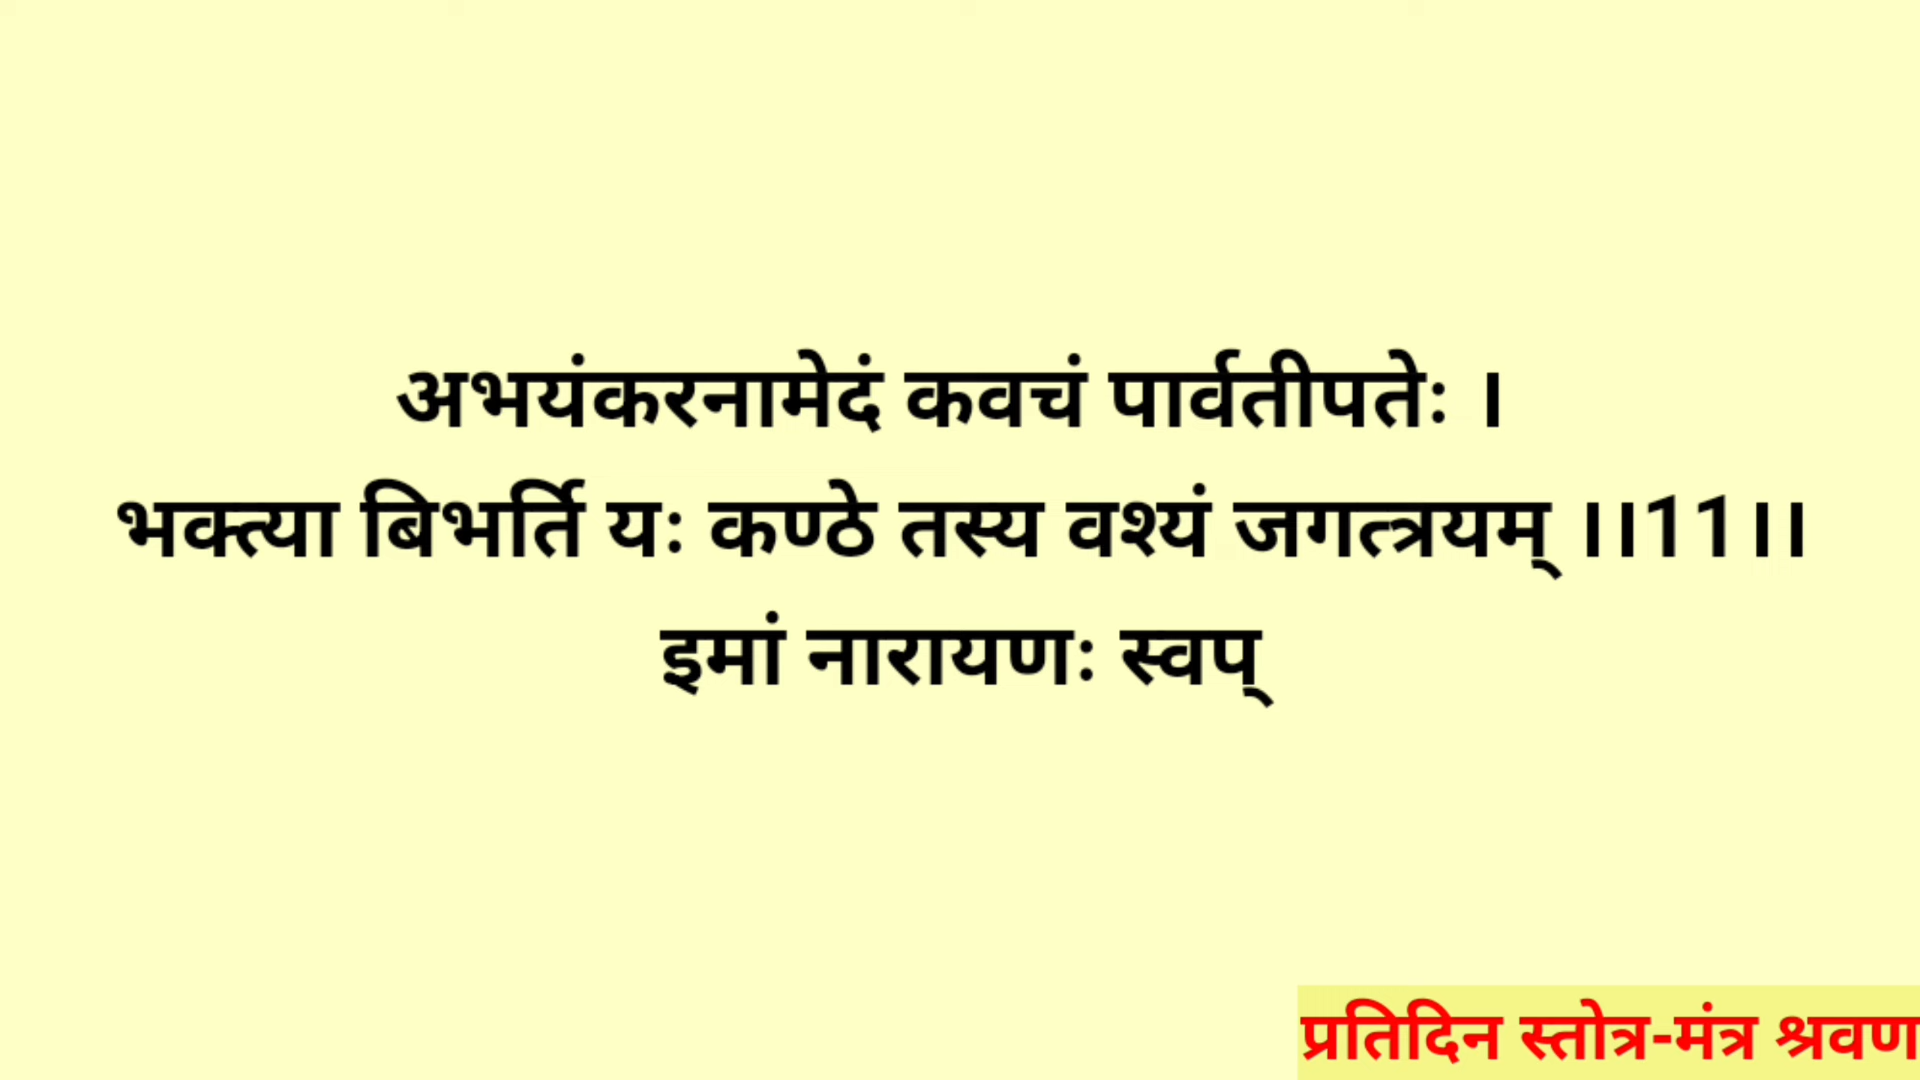 अभयंकरनामेदं कवचं पार्वतीपतेः ।
भक्त्या बिभर्ति यः कण्ठे तस्य वश्यं जगत्त्रयम् ।।11।।
इमां नारायणः स्वप्
प्रतिदिन स्तोत्र-मंत्र श्रवण